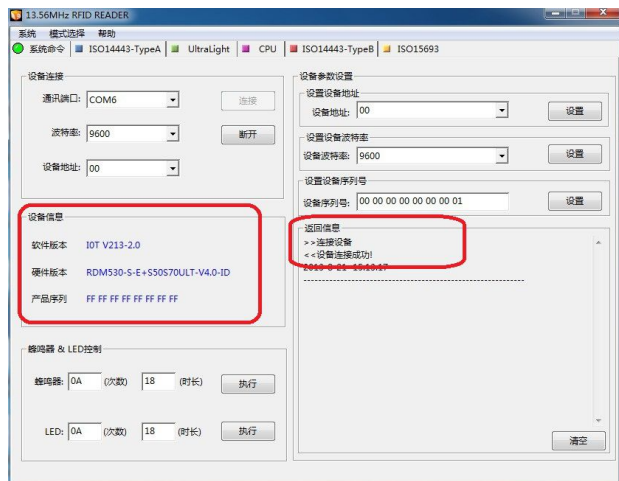 13.56MHz RFID READER
系统 模式选择 帮助
系统命令 ISO14443-TypeA UltraLight CPU ISO14443-TypeB ISO15693
设备连接
通讯端口: COM6 连接
波特率: 9600 断开
设备地址: 00
设备信息
软件版本 IOT V213-2.0
硬件版本 RDM530-S-E+S50S70ULT-V4.0-ID
产品序列 FF FF FF FF FF FF FF FF
蜂鸣器 & LED控制
蜂鸣器: 0A (次数) 18 (时长) 执行
LED: 0A (次数) 18 (时长) 执行
设备参数设置
设置设备地址
设备地址: 00 设置
设置设备波特率
设备波特率: 9600 设置
设置设备序列号
设备序列号: 00 00 00 00 00 00 00 01 设置
返回信息
>>连接设备
<<设备连接成功!
清空